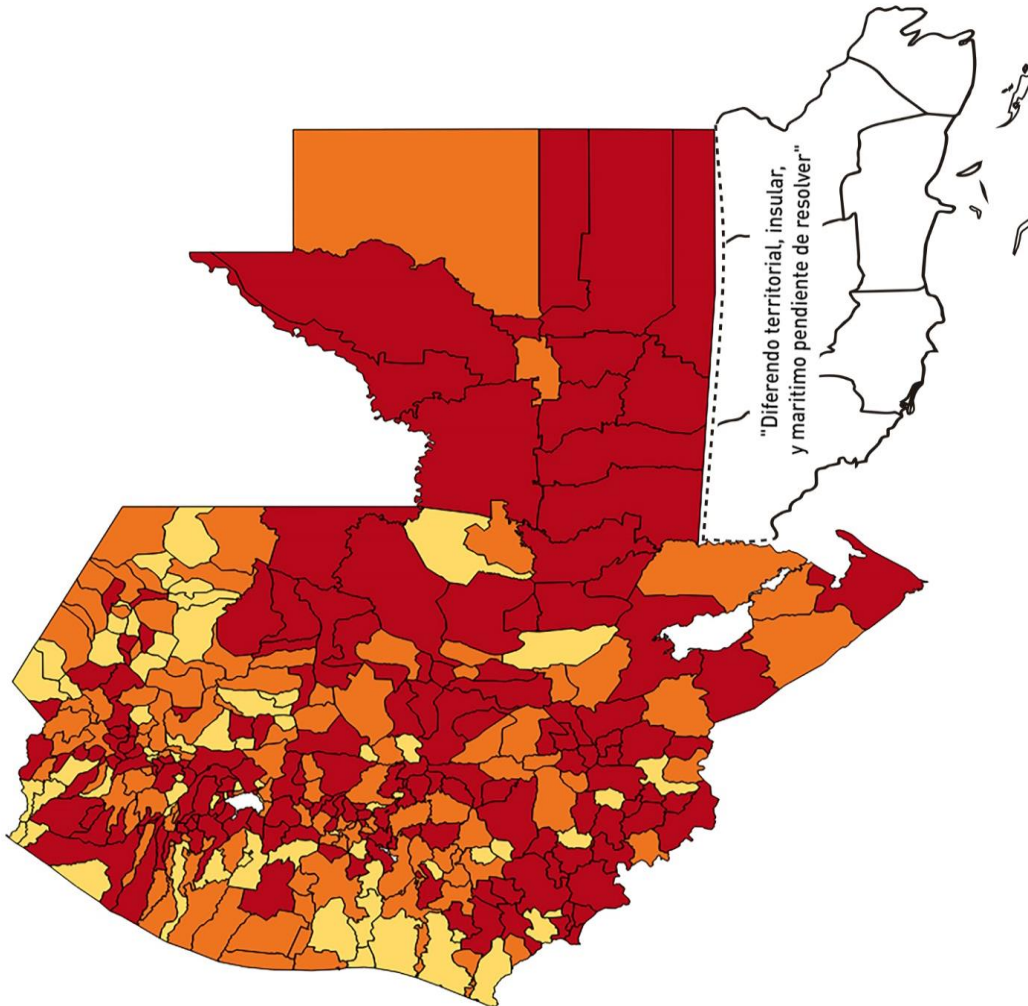 "Diferendo territorial, insular,
y marítimo pendiente de resolver"